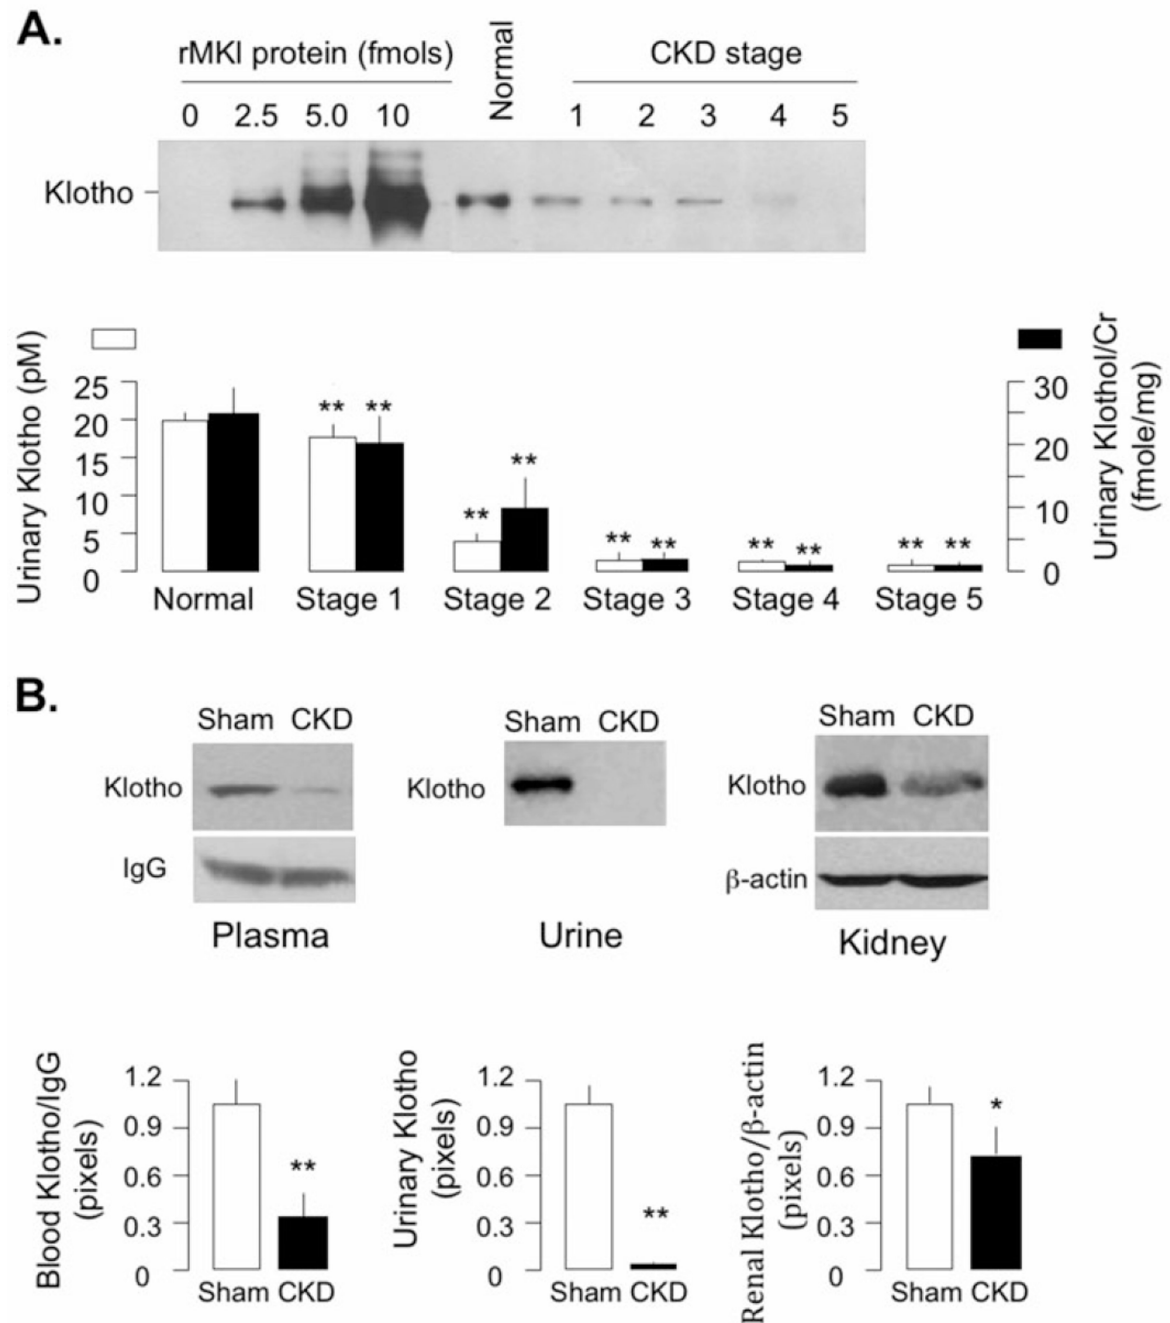 A.
rMKl protein (fmols)
Normal
CKD stage
0 2.5 5.0 10
1 2 3 4 5
Klotho
Urinary Klotho (pM)
25
20
15
10
5
0
** **
**
**
** **
** **
** **
30
20
10
0
Urinary Klothol/Cr
(fmole/mg)
Normal Stage 1 Stage 2 Stage 3 Stage 4 Stage 5
B.
Sham CKD
Klotho
IgG
Plasma
Sham CKD
Klotho
Urine
Sham CKD
Klotho
β-actin
Kidney
Blood Klotho/IgG
(pixels)
1.2
0.9
0.6
0.3
0
**
Sham CKD
Urinary Klotho
(pixels)
1.2
0.9
0.6
0.3
0
**
Sham CKD
Renal Klotho/β-actin
(pixels)
1.2
0.9
0.6
0.3
0
*
Sham CKD